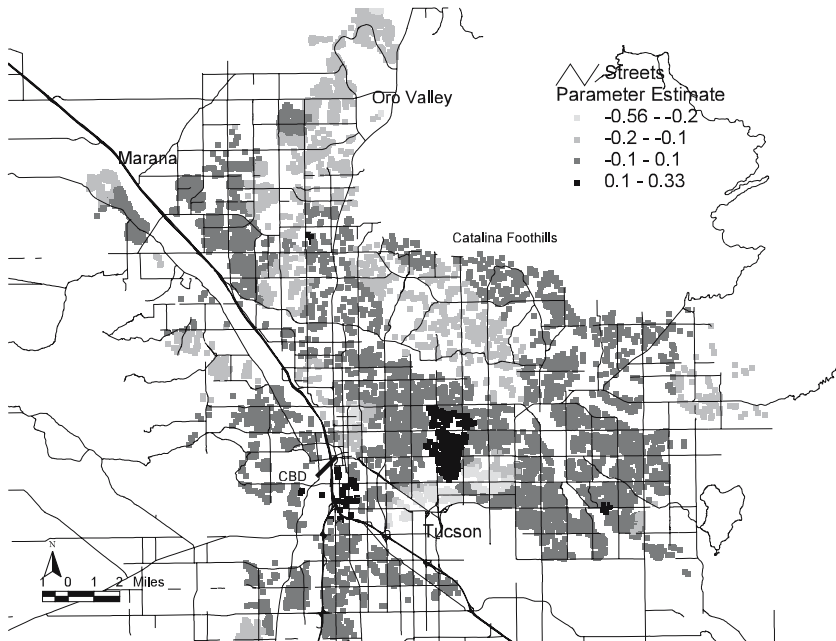 Streets
Parameter Estimate
-0.56 - -0.2
-0.2 - -0.1
-0.1 - 0.1
0.1 - 0.33
Oro Valley
Marana
Catalina Foothills
CBD
Tucson
N
1 0 1 2 Miles